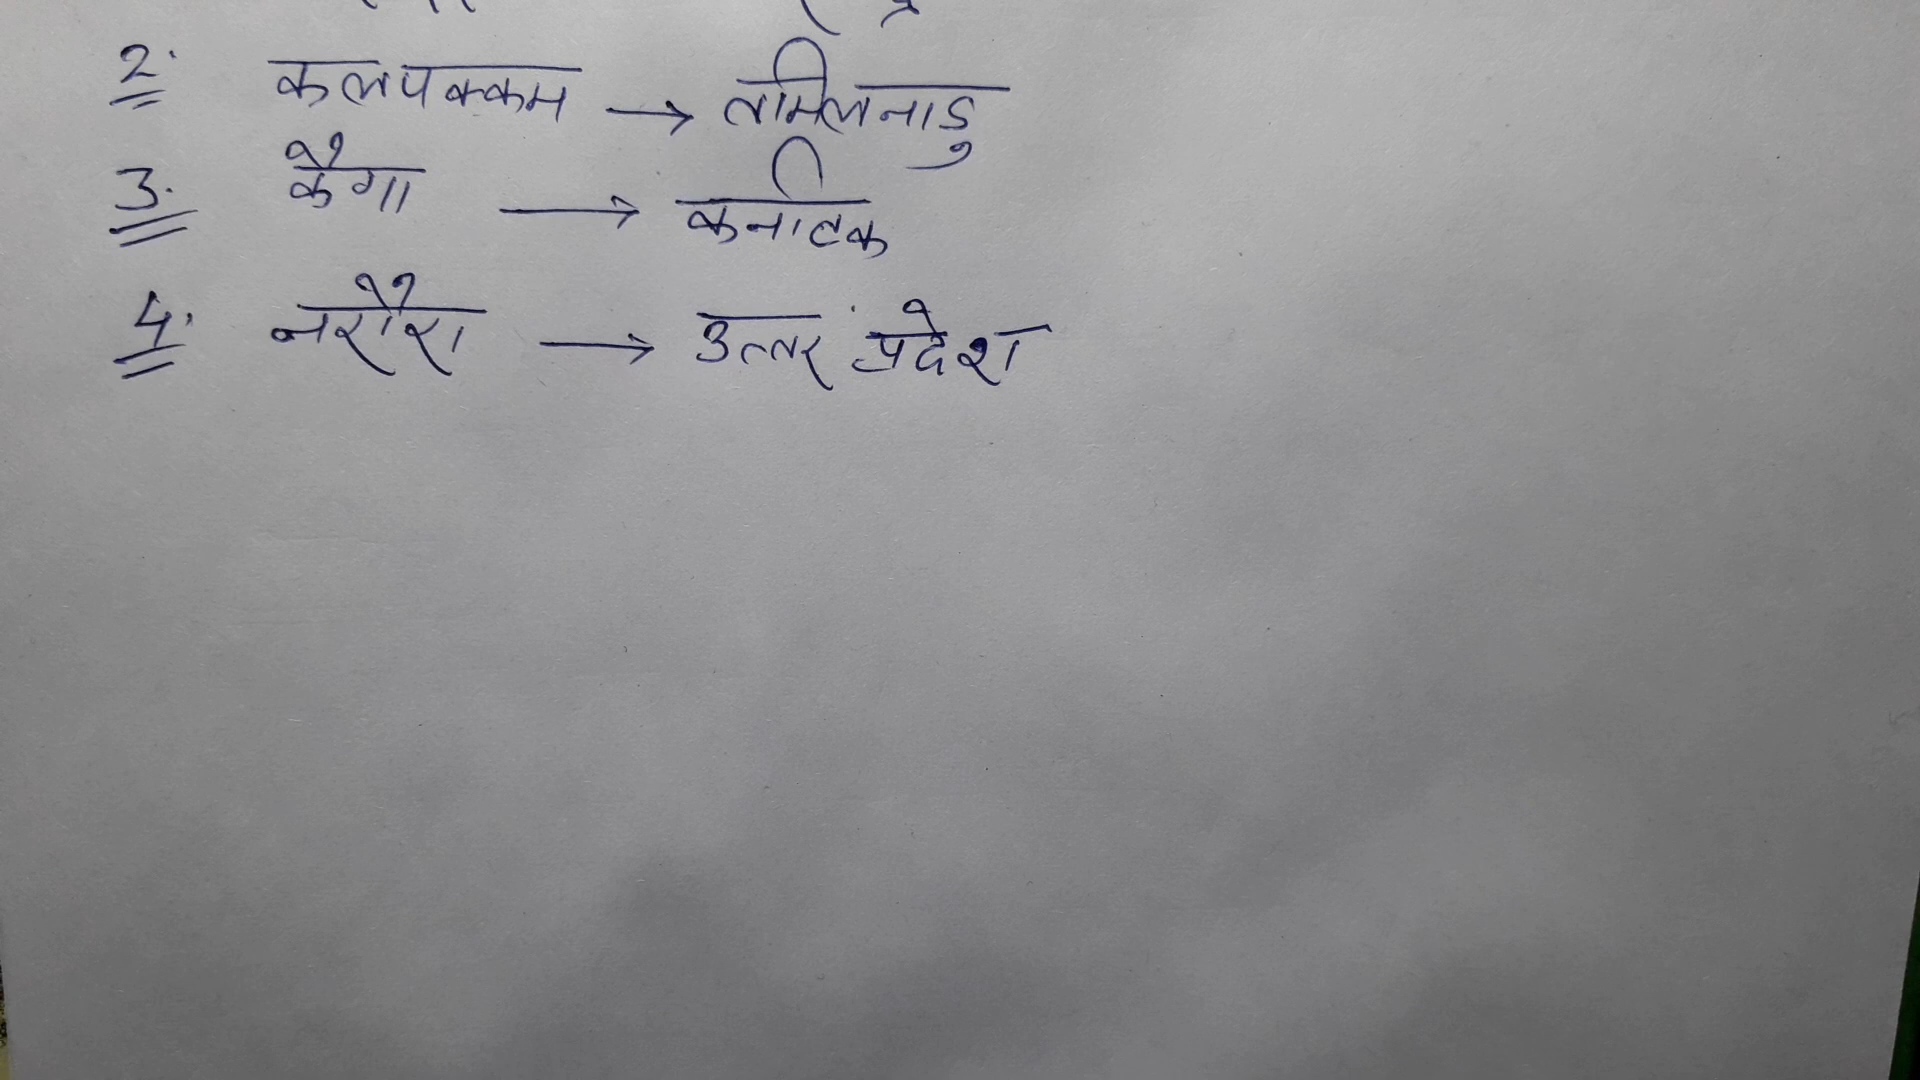 2. कलपक्कम → तमिलनाडु
3. कैगा → कर्नाटक
4. नरौरा → उत्तर प्रदेश